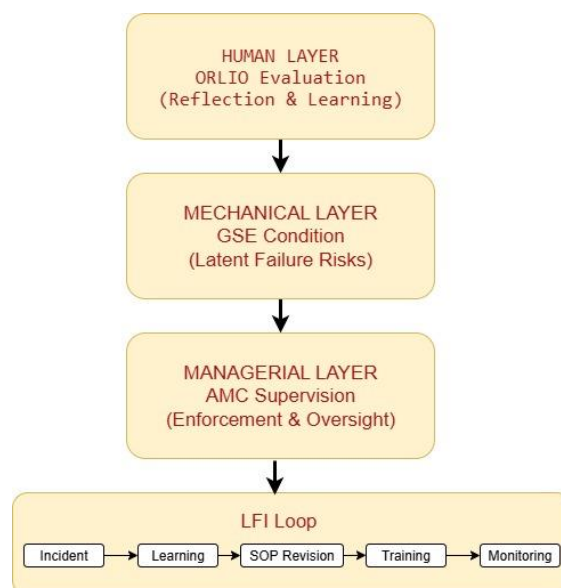 HUMAN LAYER
ORLIO Evaluation
(Reflection & Learning)
MECHANICAL LAYER
GSE Condition
(Latent Failure Risks)
MANAGERIAL LAYER
AMC Supervision
(Enforcement & Oversight)
LFI Loop
Incident Learning SOP Revision Training Monitoring